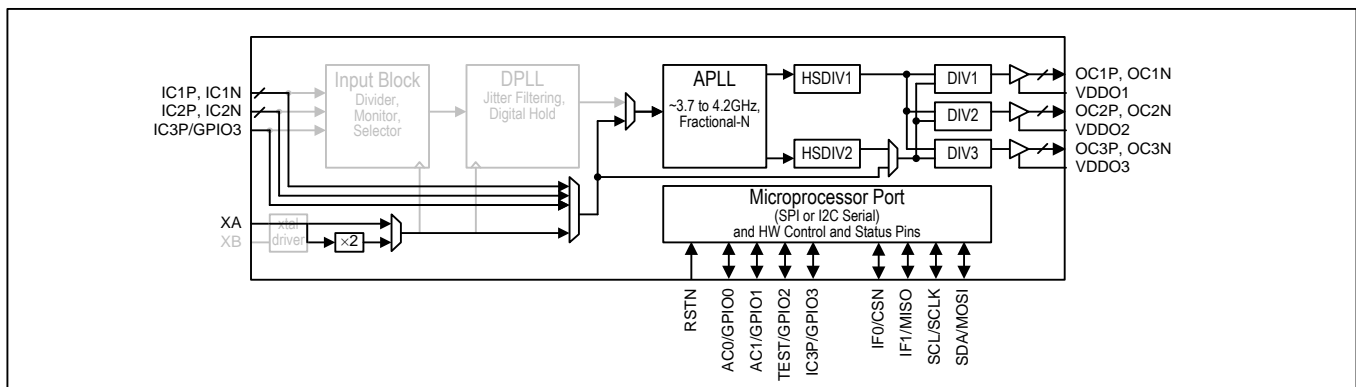 IC1P, IC1N
IC2P, IC2N
IC3P/GPIO3
XA
XB
xtal
driver
×2
Input Block
Divider,
Monitor,
Selector
DPLL
Jitter Filtering,
Digital Hold
APLL
~3.7 to 4.2GHz,
Fractional-N
HSDIV1
HSDIV2
DIV1
DIV2
DIV3
OC1P, OC1N
VDDO1
OC2P, OC2N
VDDO2
OC3P, OC3N
VDDO3
Microprocessor Port
(SPI or I2C Serial)
and HW Control and Status Pins
RSTN
AC0/GPIO0
AC1/GPIO1
TEST/GPIO2
IC3P/GPIO3
IF0/CSN
IF1/MISO
SCL/SCLK
SDA/MOSI